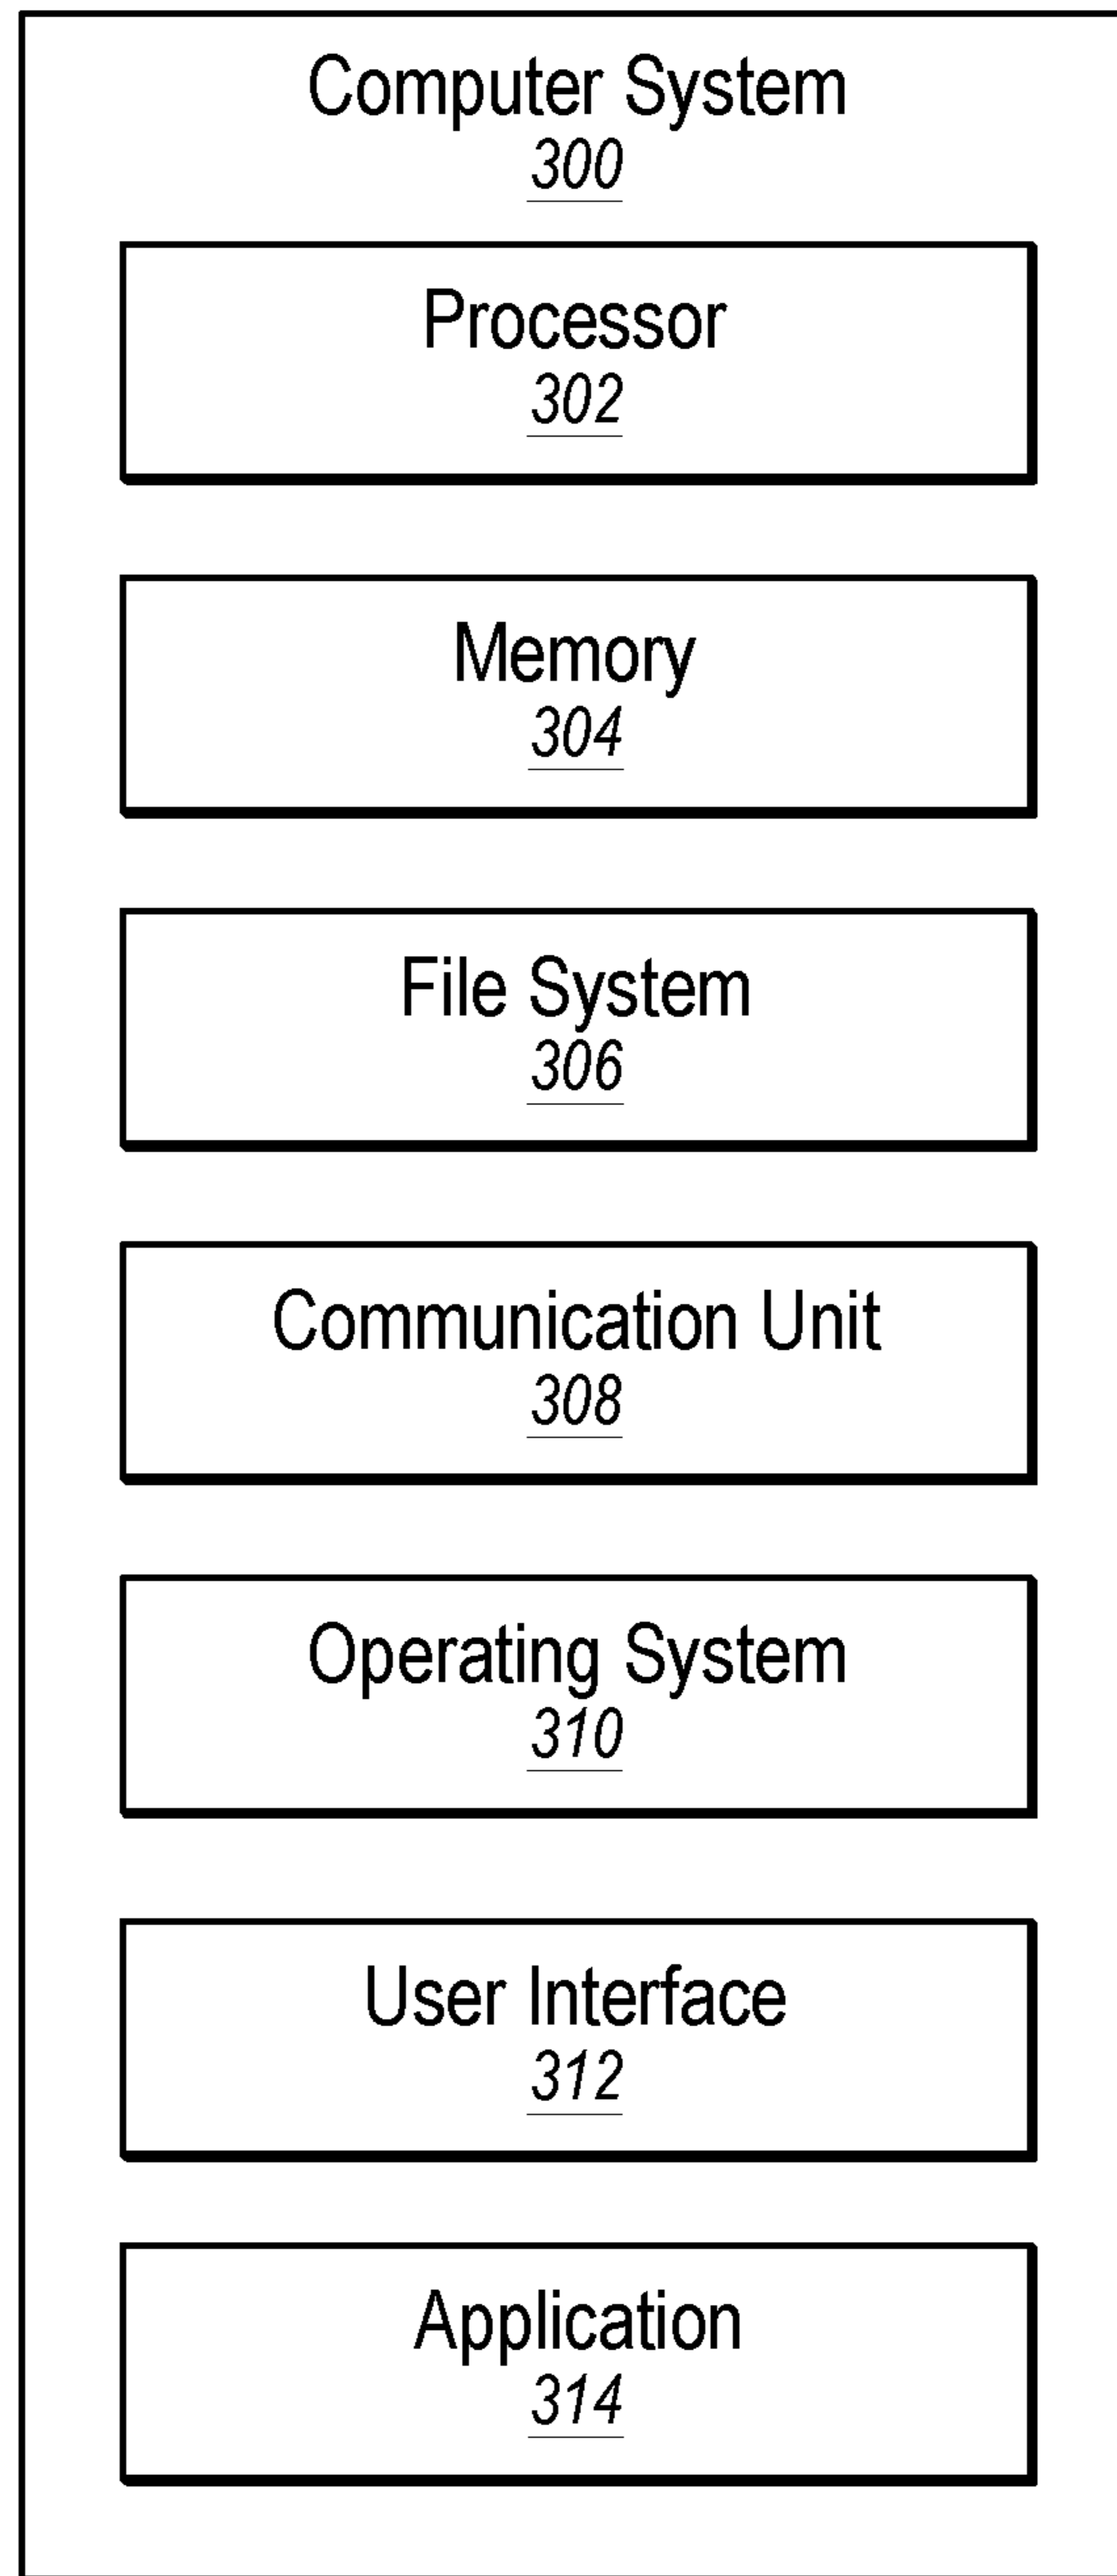 Computer System
300
Processor
302
Memory
304
File System
306
Communication Unit
308
Operating System
310
User Interface
312
Application
314